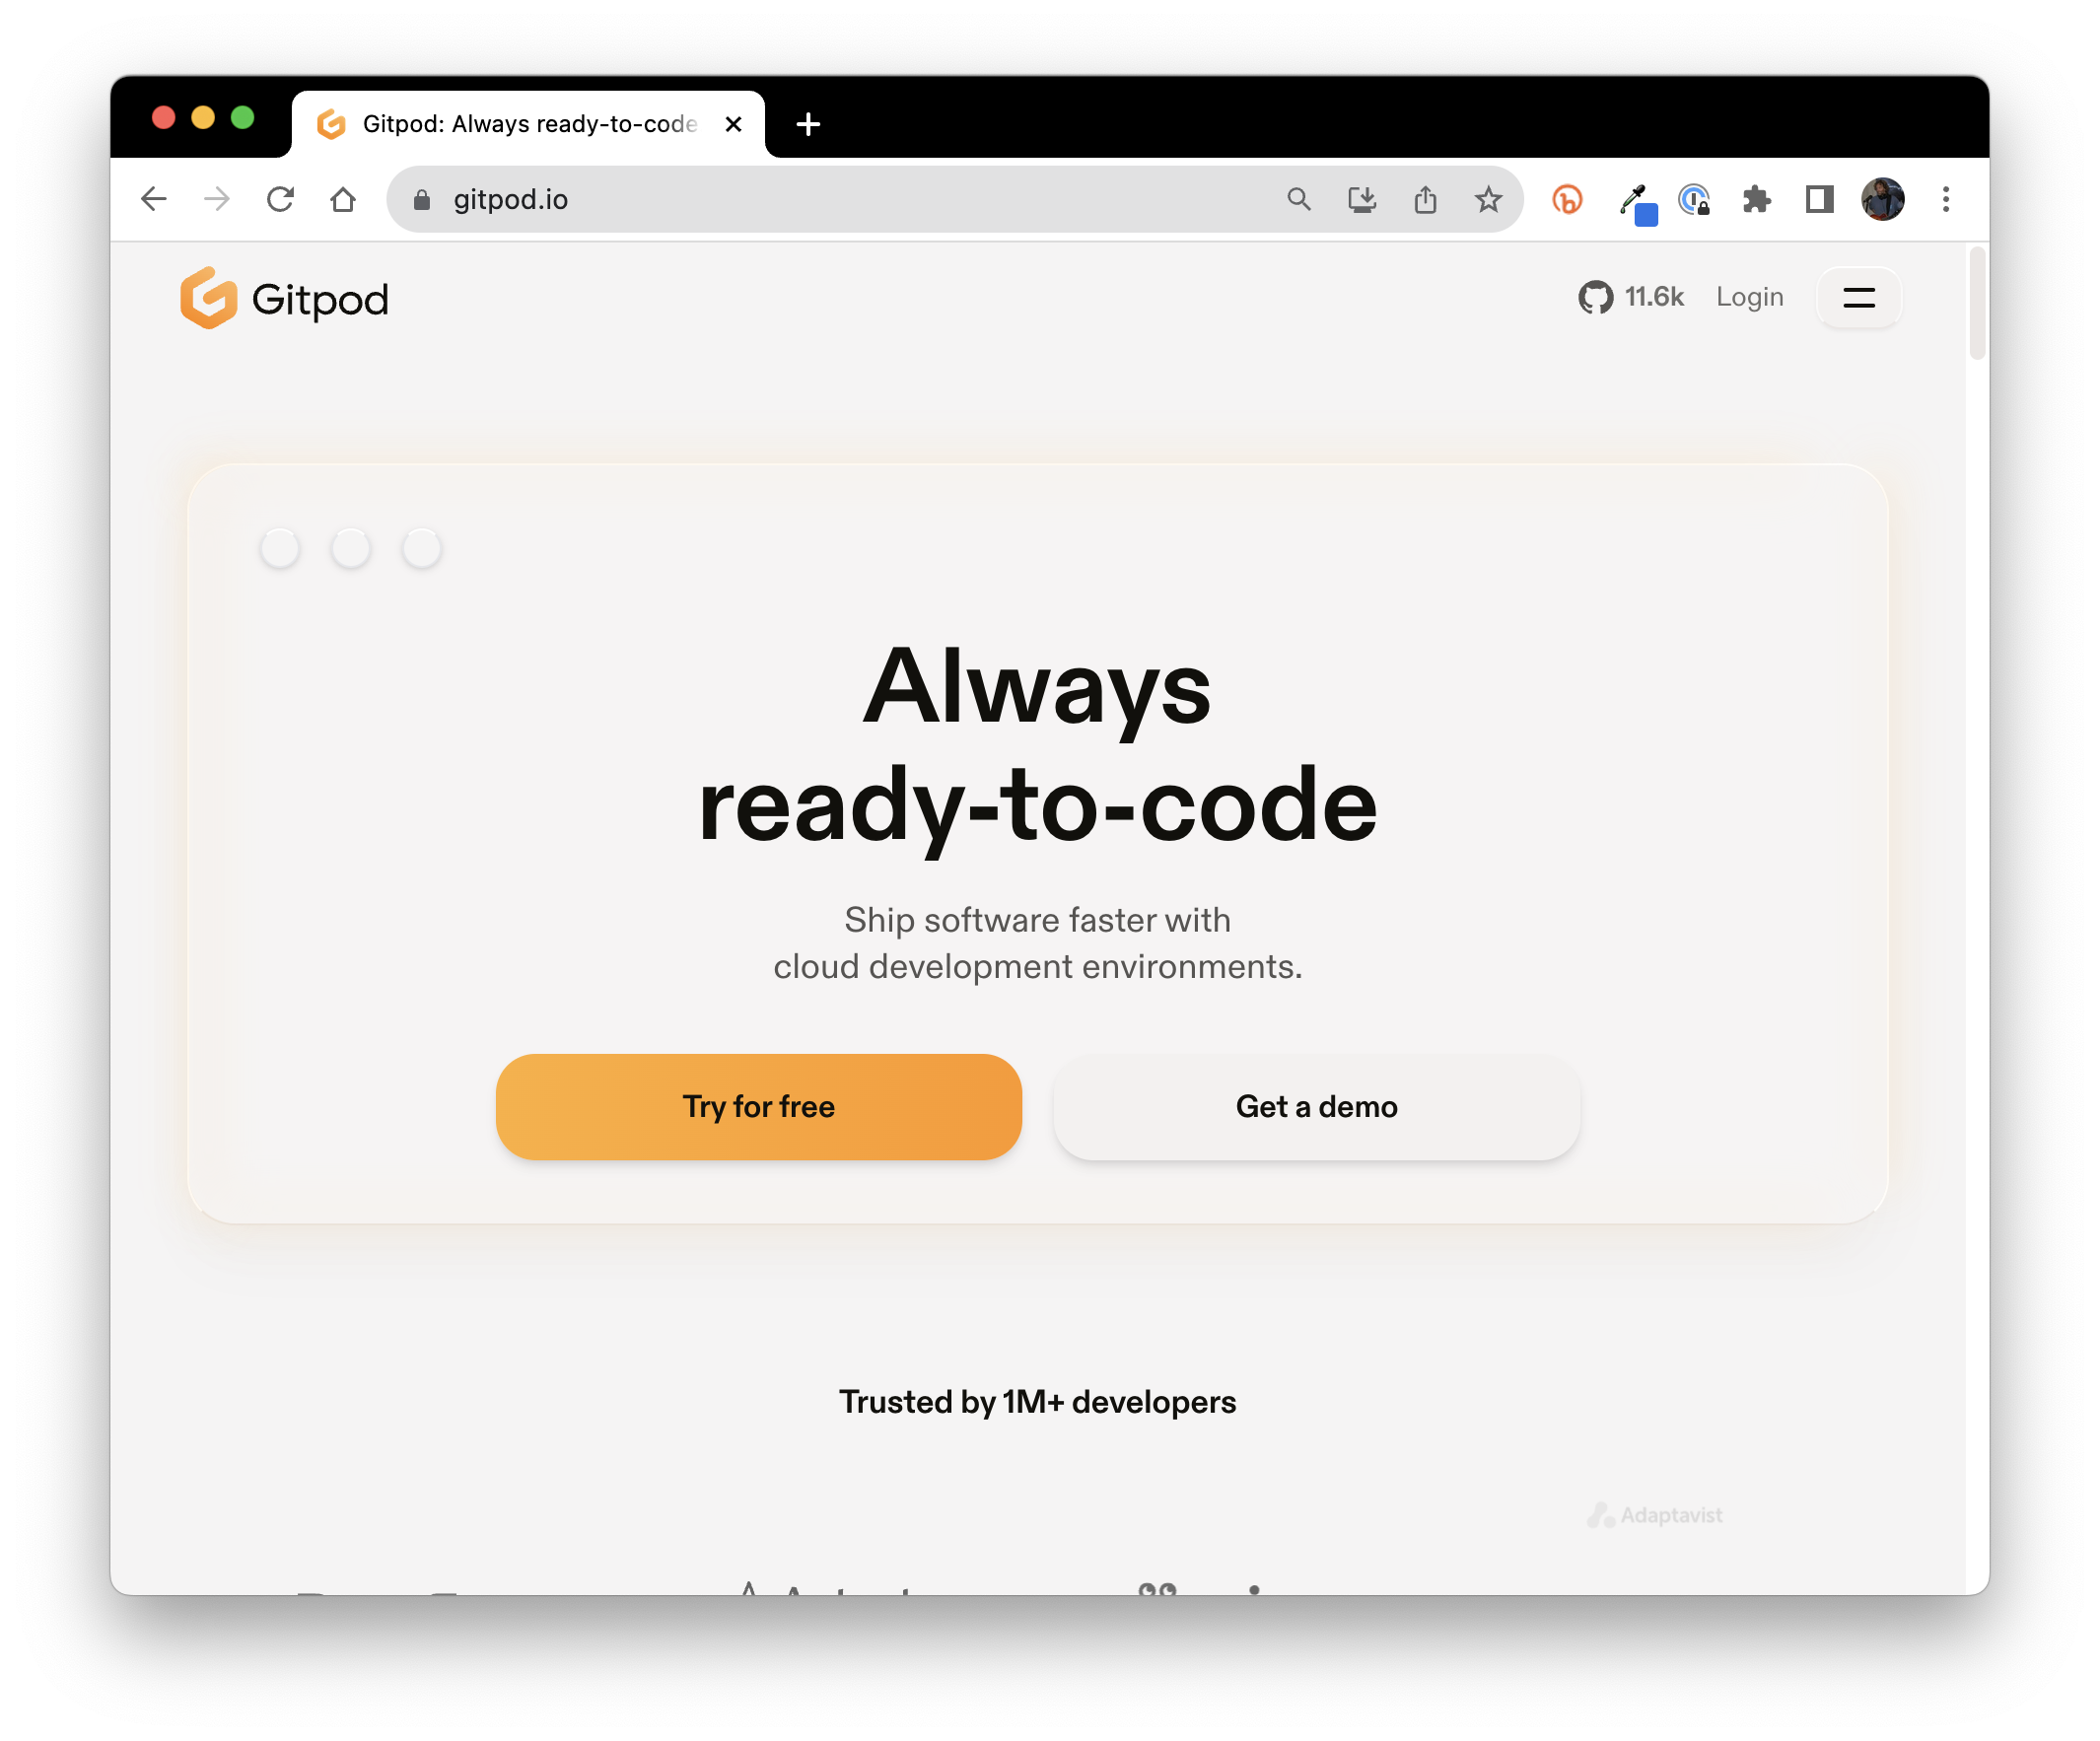 Gitpod: Always ready-to-code
gitpod.io
Gitpod
11.6k
Login
Always
ready-to-code
Ship software faster with
cloud development environments.
Try for free
Get a demo
Trusted by 1M+ developers
Adaptavist